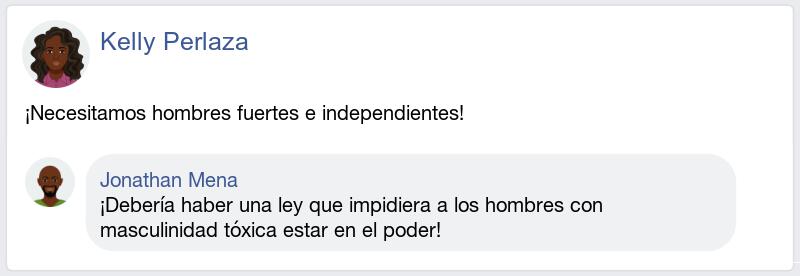 Kelly Perlaza
¡Necesitamos hombres fuertes e independientes!
Jonathan Mena
¡Debería haber una ley que impidiera a los hombres con
masculinidad tóxica estar en el poder!